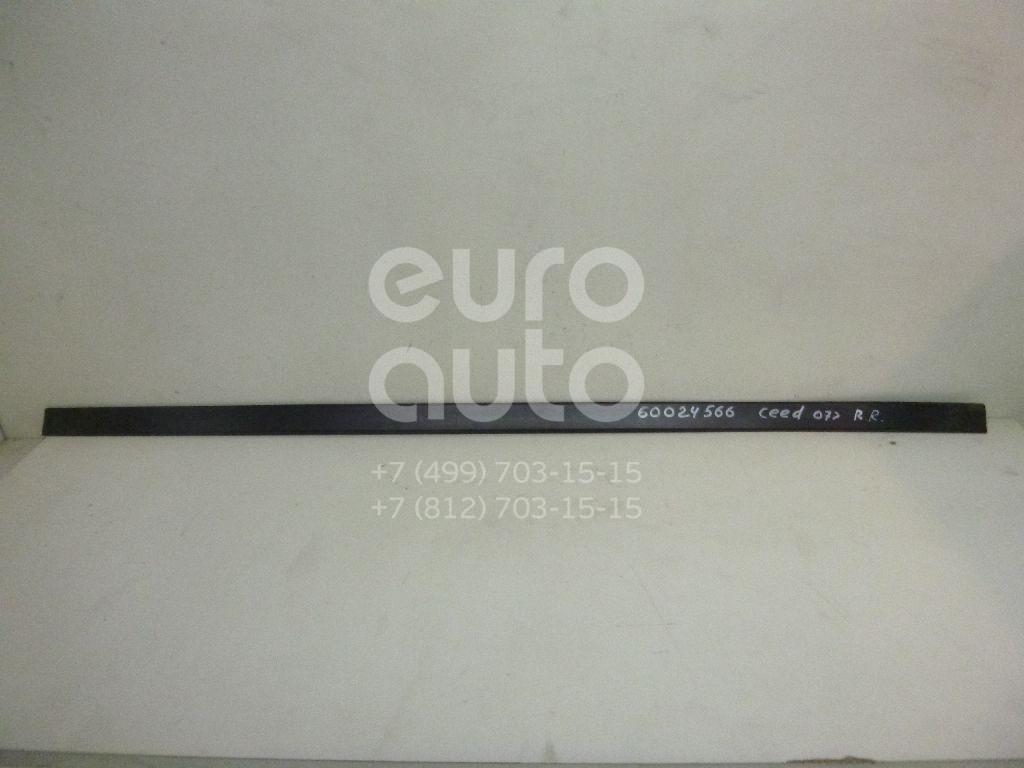 euro
auto
60024566 ceed 07> R.R.
+7 (499) 703-15-15
+7 (812) 703-15-15